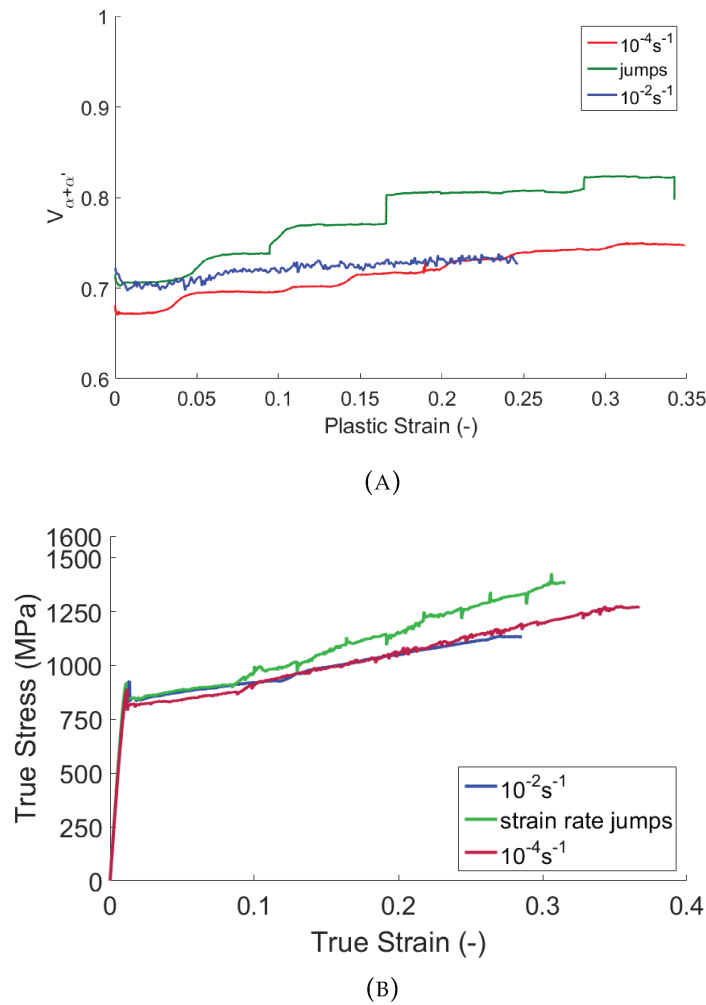 1
0.9
0.8
0.7
0.6
V α+α'
0 0.05 0.1 0.15 0.2 0.25 0.3 0.35
Plastic Strain (-)
10⁻⁴s⁻¹
jumps
10⁻²s⁻¹
(A)
1600
1500
1250
1000
750
500
250
0
True Stress (MPa)
0 0.1 0.2 0.3 0.4
True Strain (-)
10⁻²s⁻¹
strain rate jumps
10⁻⁴s⁻¹
(B)